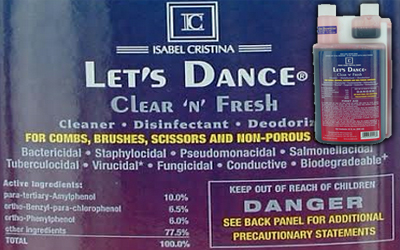 IC
ISABEL CRISTINA
LET'S DANCE®
CLEAR 'N' FRESH
Cleaner • Disinfectant • Deodoriz
FOR COMBS, BRUSHES, SCISSORS AND NON-POROUS
Bactericidal • Staphylocidal • Pseudomonacidal • Salmonellacidal
Tuberculocidal • Virucidal* • Fungicidal • Conductive • Biodegradable+
Active Ingredients:
para-tertiary-Amylphenol 10.0%
ortho-Benzyl-para-chlorophenol 6.5%
ortho-Phenylphenol 6.0%
other ingredients 77.5%
TOTAL 100.0%
KEEP OUT OF REACH OF CHILDREN
DANGER
SEE BACK PANEL FOR ADDITIONAL
PRECAUTIONARY STATEMENTS
LET'S DANCE